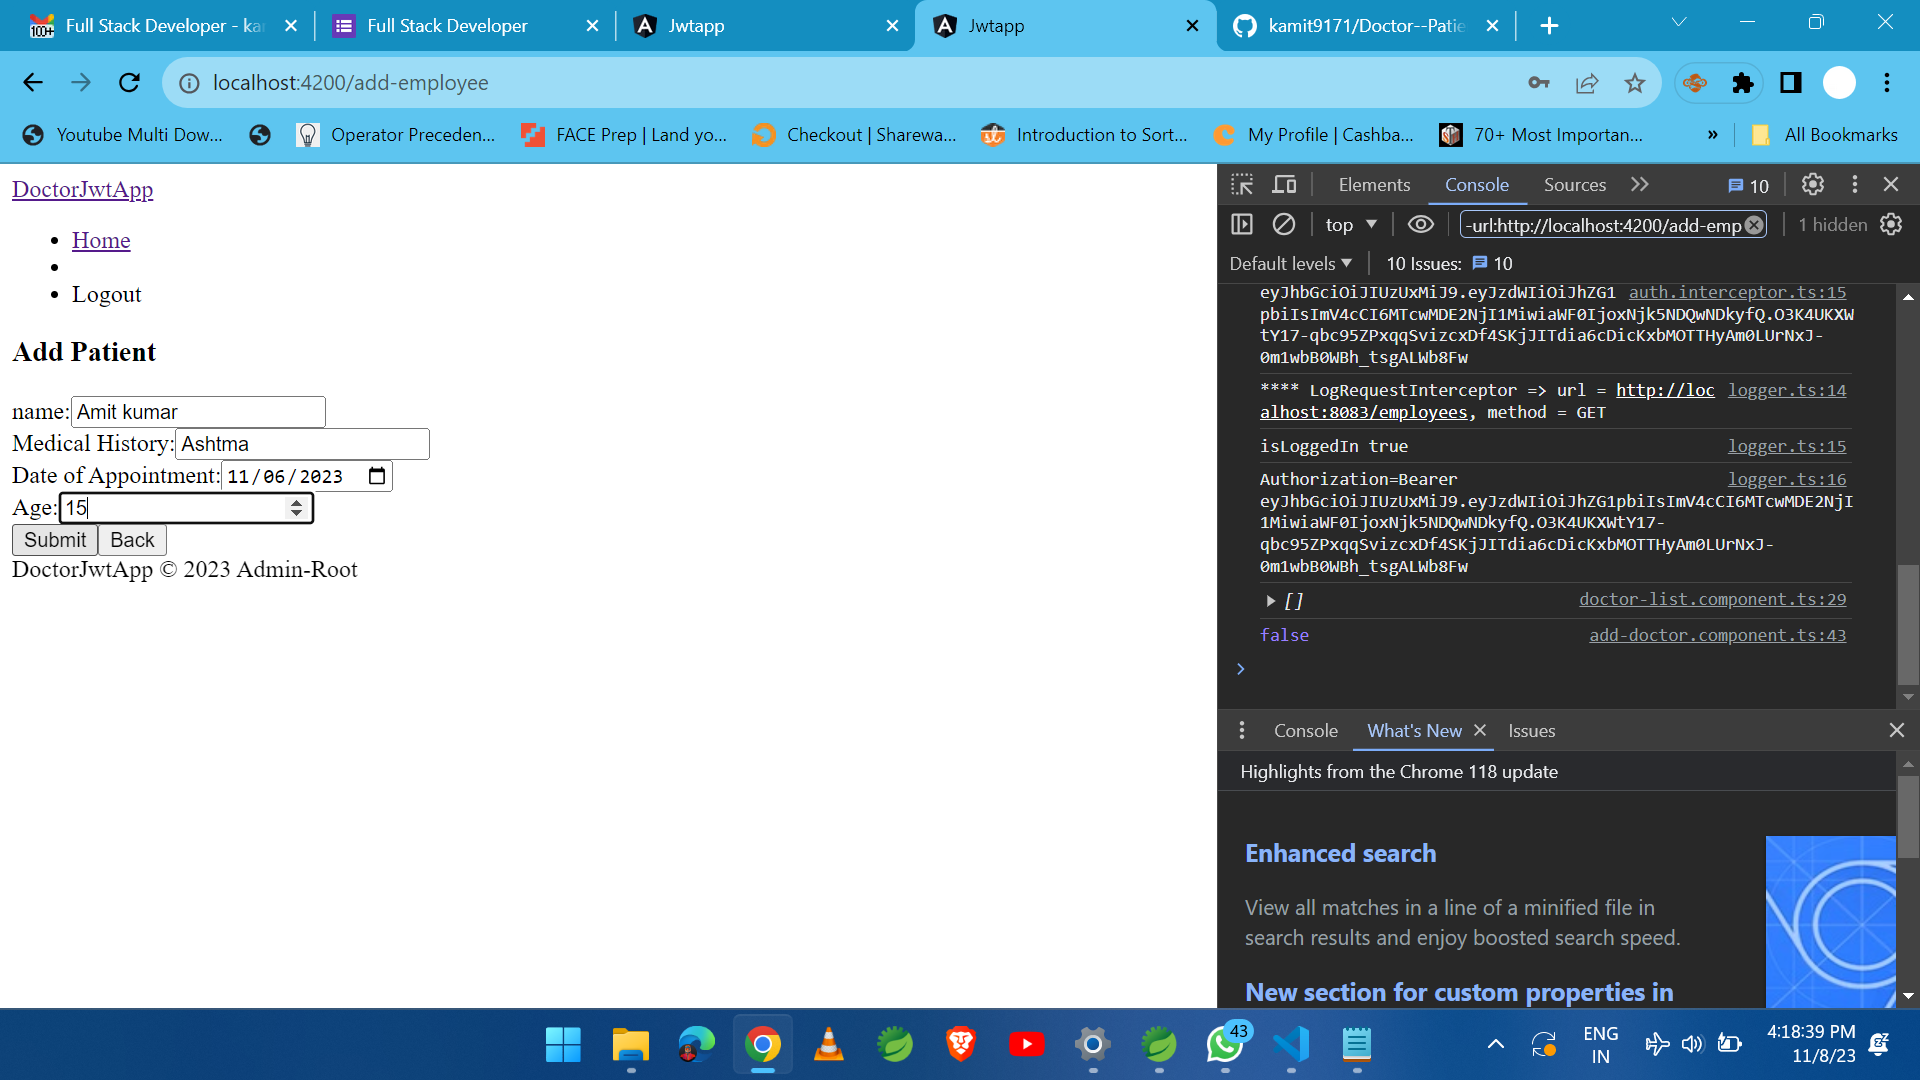 Full Stack Developer - ka
Full Stack Developer
Jwtapp
Jwtapp
kamit9171/Doctor--Patie
localhost:4200/add-employee
Youtube Multi Dow...
Operator Preceden...
FACE Prep | Land yo...
Checkout | Sharewa...
Introduction to Sort...
My Profile | Cashba...
70+ Most Importan...
»
All Bookmarks
DoctorJwtApp
Home
Logout
Add Patient
name: Amit kumar
Medical History: Ashtma
Date of Appointment: 11/06/2023
Age: 15
Submit Back
DoctorJwtApp © 2023 Admin-Root
Elements Console Sources 10
top -url:http://localhost:4200/add-emp 1 hidden
Default levels 10 Issues: 10
eyJhbGciOiJIUzUxMiJ9.eyJzdWIiOiJhZG1 auth.interceptor.ts:15
pbiIsImV4cCI6MTcwMDE2NjI1MiwiaWF0IjoxNjk5NDQwNDkyfQ.O3K4UKXW
tY17-qbc95ZPxqqSvizcxDf4SKjJITdia6cDicKxbMOTTHyAm0LUrNxJ-
0m1wbB0WBh_tsgALWb8Fw
**** LogRequestInterceptor => url = http://loc logger.ts:14
alhost:8083/employees, method = GET
isLoggedIn true logger.ts:15
Authorization=Bearer logger.ts:16
eyJhbGciOiJIUzUxMiJ9.eyJzdWIiOiJhZG1pbiIsImV4cCI6MTcwMDE2NjI
1MiwiaWF0IjoxNjk5NDQwNDkyfQ.O3K4UKXWtY17-
qbc95ZPxqqSvizcxDf4SKjJITdia6cDicKxbMOTTHyAm0LUrNxJ-
0m1wbB0WBh_tsgALWb8Fw
[] doctor-list.component.ts:29
false add-doctor.component.ts:43
Console What's New Issues
Highlights from the Chrome 118 update
Enhanced search
View all matches in a line of a minified file in
search results and enjoy boosted search speed.
New section for custom properties in
43
ENG
IN
4:18:39 PM
11/8/23